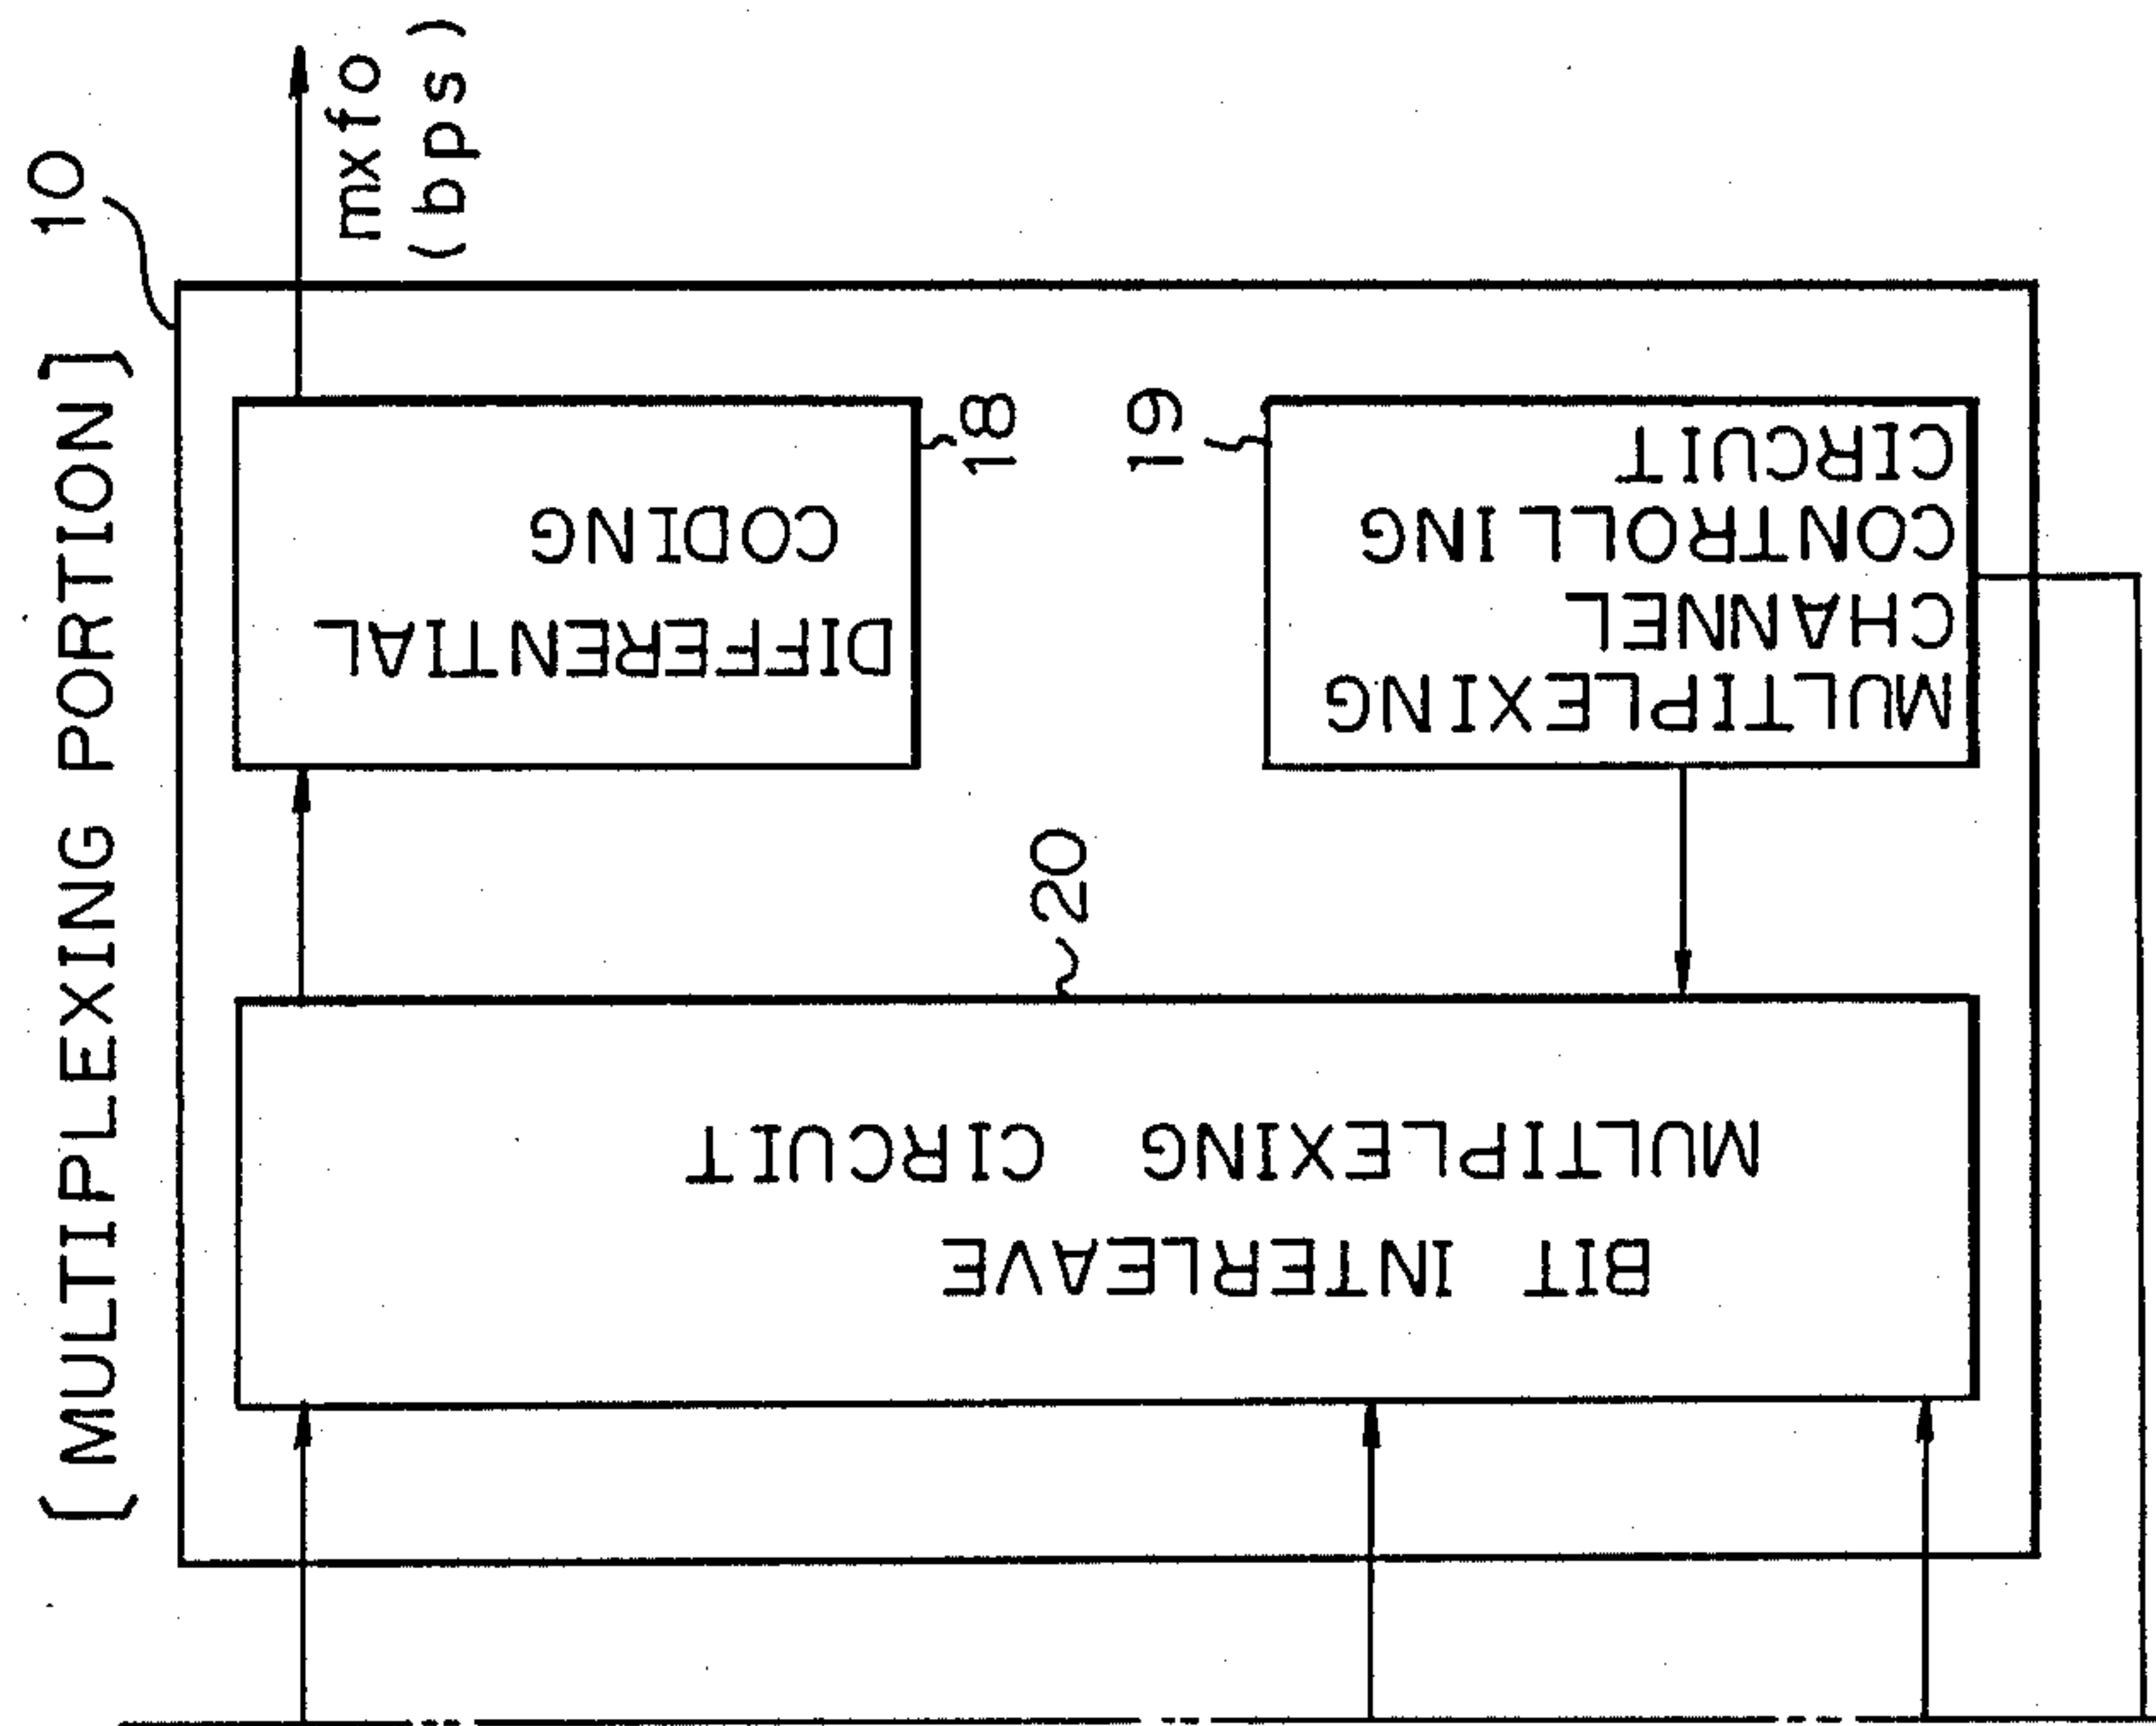 [MULTIPLEXING PORTION]
10
mxfo
(bps)
DIFFERENTIAL
CODING
18
19
MULTIPLEXING
CHANNEL
CONTROLLING
CIRCUIT
20
BIT INTERLEAVE
MULTIPLEXING CIRCUIT